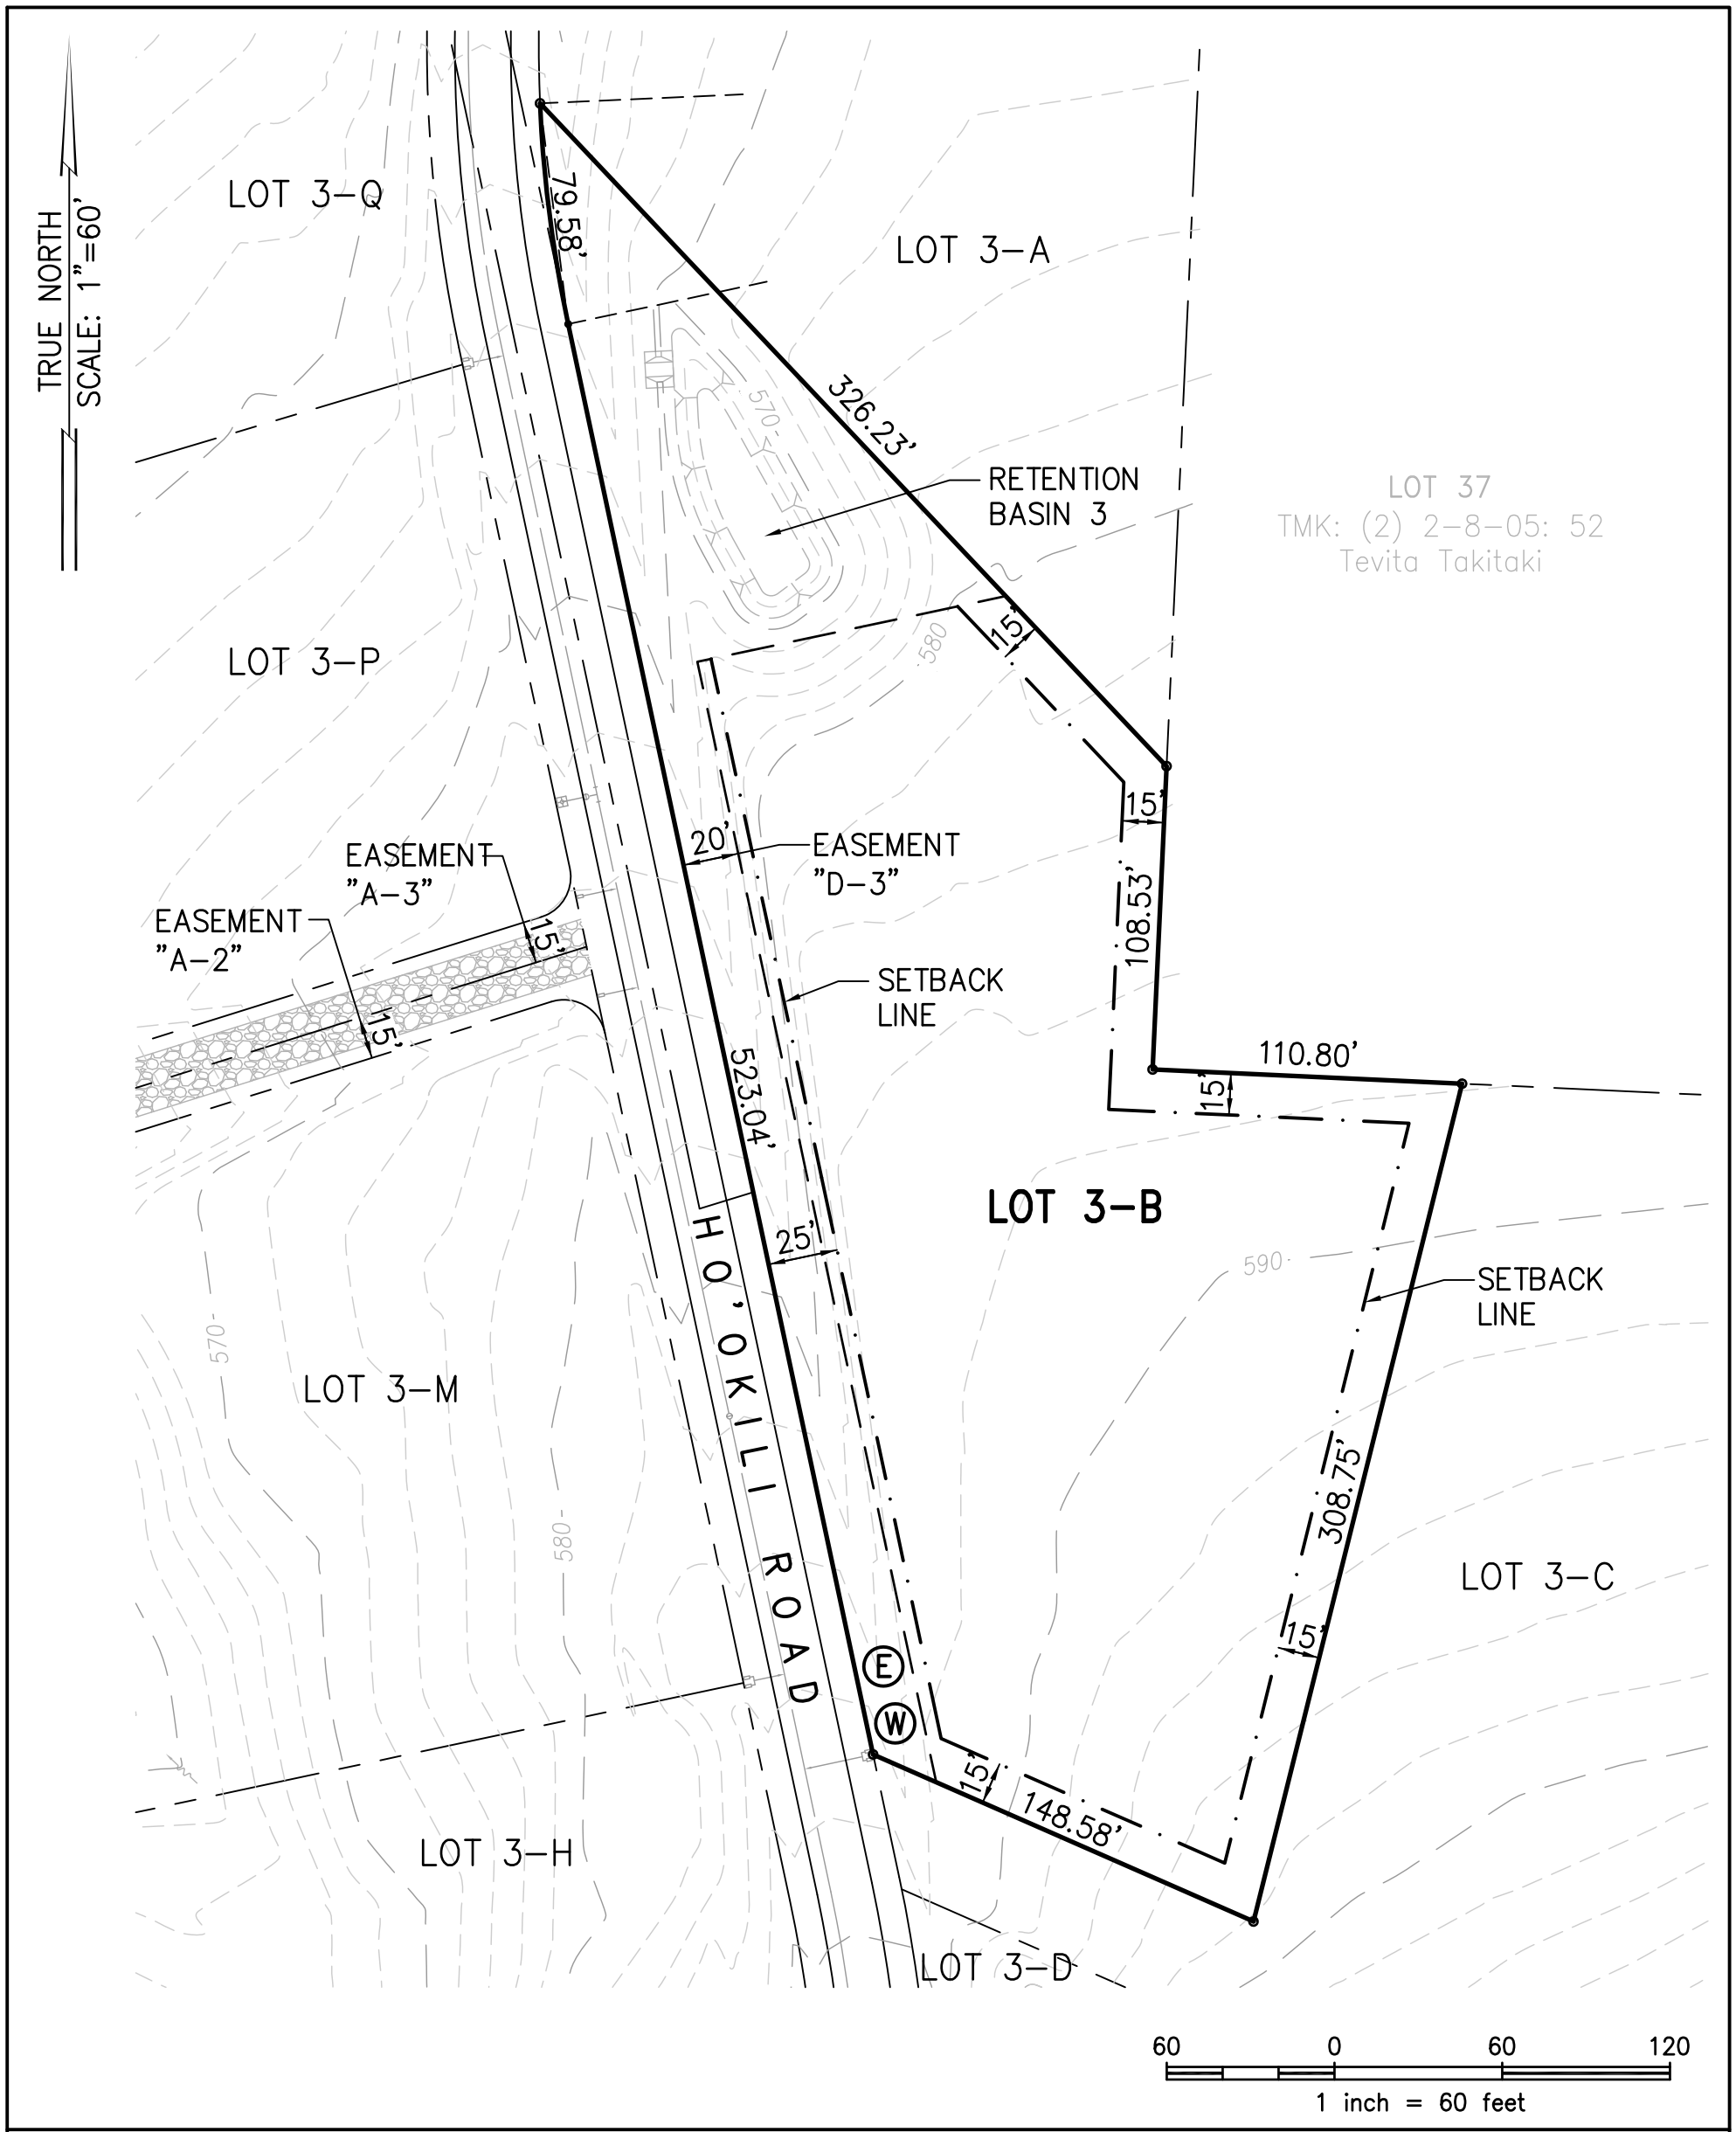 TRUE NORTH
SCALE: 1"=60'
LOT 3-Q
79.58'
LOT 3-A
326.23'
570
RETENTION
BASIN 3
LOT 37
TMK: (2) 2-8-05: 52
Tevita Takitaki
15'
580
LOT 3-P
15'
20'
EASEMENT
"D-3"
EASEMENT
"A-3"
EASEMENT
"A-2"
15'
15'
108.53'
SETBACK
LINE
523.04'
110.80'
15'
LOT 3-B
25'
590
SETBACK
LINE
HO'OKILI ROAD
570
LOT 3-M
580
308.75'
LOT 3-C
15'
E
W
15'
148.58'
LOT 3-H
LOT 3-D
60 0 60 120
1 inch = 60 feet